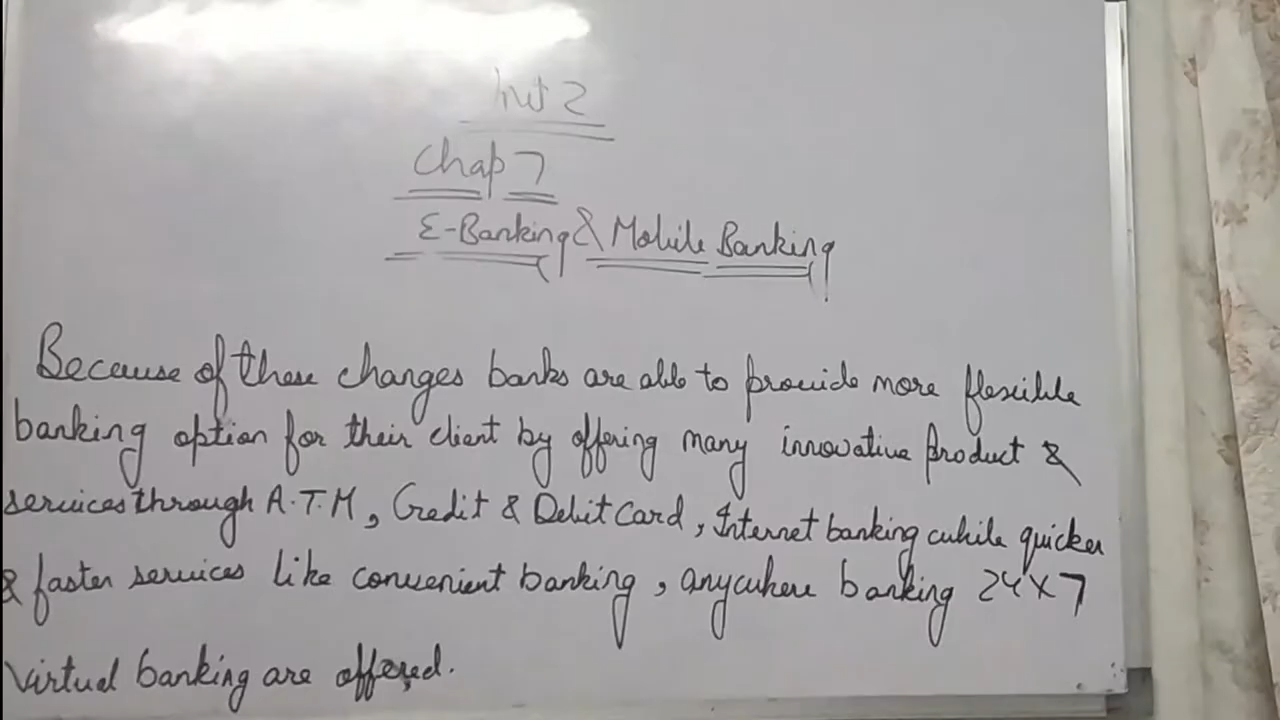 Unit 2
Chap 7
E-Banking & Mobile Banking
Because of these changes banks are able to provide more flexible
banking option for their client by offering many innovative product &
services through A.T.M, Credit & Debit Card, Internet banking while quicker
& faster services like convenient banking, anywhere banking 24x7
virtual banking are offered.